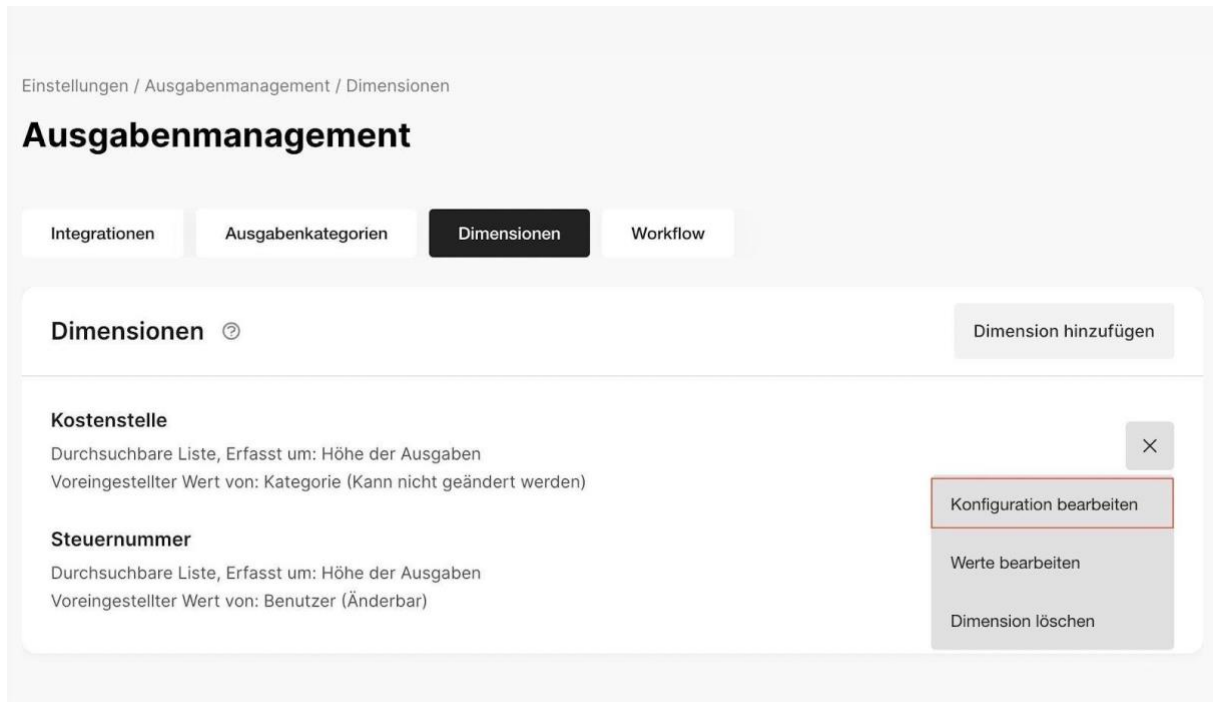 Einstellungen / Ausgabenmanagement / Dimensionen
Ausgabenmanagement
Integrationen
Ausgabenkategorien
Dimensionen
Workflow
Dimensionen
Dimension hinzufügen
Kostenstelle
Durchsuchbare Liste, Erfasst um: Höhe der Ausgaben
Voreingestellter Wert von: Kategorie (Kann nicht geändert werden)
Konfiguration bearbeiten
Steuernummer
Werte bearbeiten
Durchsuchbare Liste, Erfasst um: Höhe der Ausgaben
Voreingestellter Wert von: Benutzer (Änderbar)
Dimension löschen